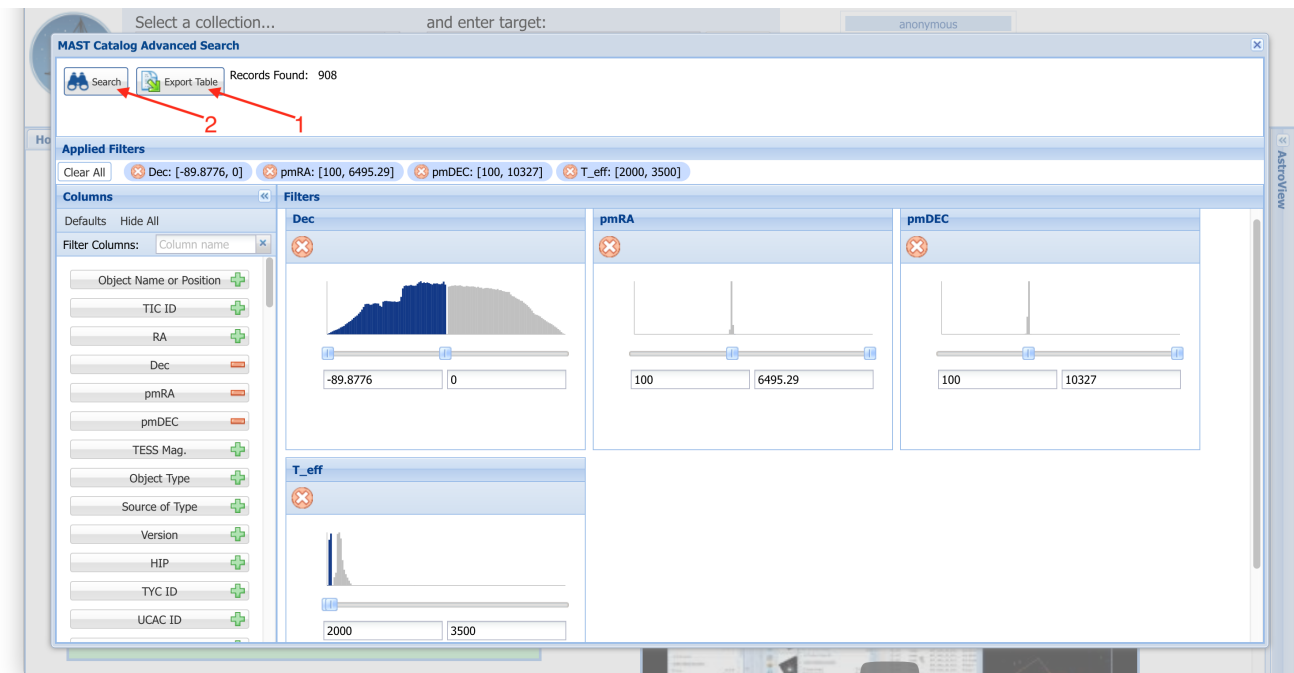 Select a collection... and enter target: anonymous
MAST Catalog Advanced Search
Search Export Table Records Found: 908
2 1
Ho
Applied Filters
Clear All Dec: [-89.8776, 0] pmRA: [100, 6495.29] pmDEC: [100, 10327] T_eff: [2000, 3500]
AstroView
Columns Filters
Defaults Hide All
Filter Columns: Column name
Object Name or Position
TIC ID
RA
Dec
pmRA
pmDEC
TESS Mag.
Object Type
Source of Type
Version
HIP
TYC ID
UCAC ID
Dec
-89.8776 0
pmRA
100 6495.29
pmDEC
100 10327
T_eff
2000 3500